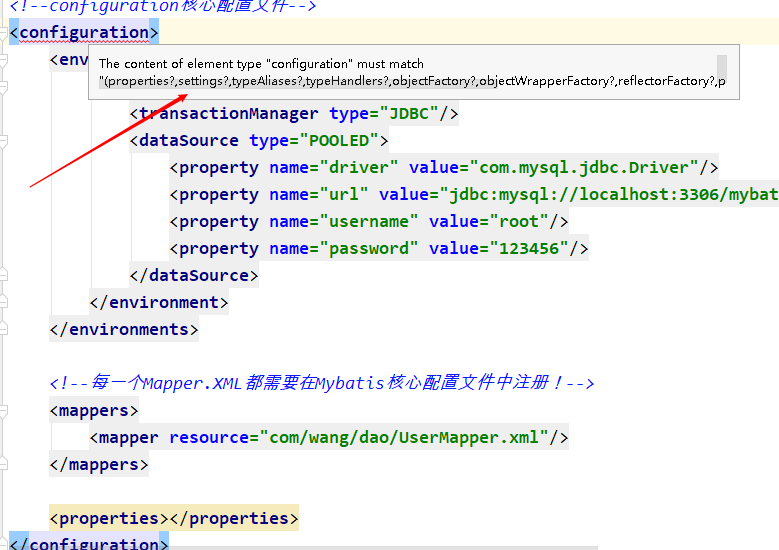 <!--configuration核心配置文件-->
<configuration>
<env
The content of element type "configuration" must match
"(properties?,settings?,typeAliases?,typeHandlers?,objectFactory?,objectWrapperFactory?,reflectorFactory?,p
<transactionManager type="JDBC"/>
<dataSource type="POOLED">
<property name="driver" value="com.mysql.jdbc.Driver"/>
<property name="url" value="jdbc:mysql://localhost:3306/mybat
<property name="username" value="root"/>
<property name="password" value="123456"/>
</dataSource>
</environment>
</environments>
<!--每一个Mapper.XML都需要在Mybatis核心配置文件中注册！-->
<mappers>
<mapper resource="com/wang/dao/UserMapper.xml"/>
</mappers>
<properties></properties>
</configuration>